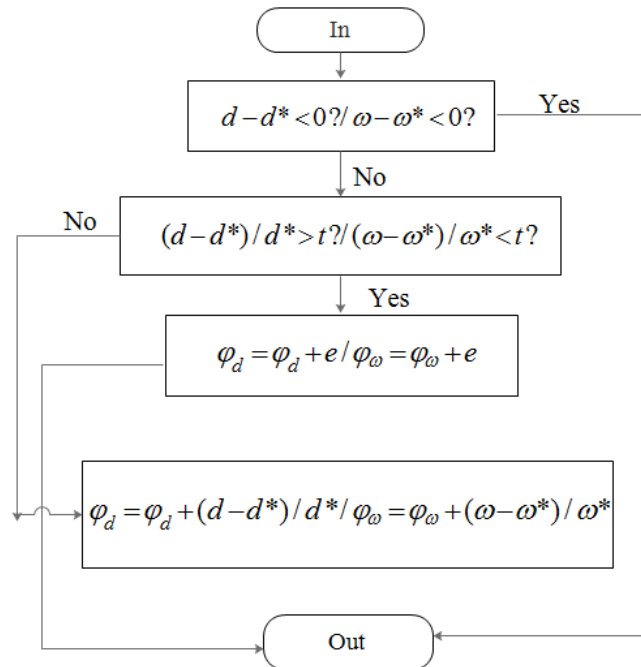 In
d-d*<0?/ω-ω*<0?
Yes
No
No
(d-d*)/d*>t?/(ω-ω*)/ω*<t?
Yes
φ_d=φ_d+e/φ_ω=φ_ω+e
φ_d=φ_d+(d-d*)/d*/φ_ω=φ_ω+(ω-ω*)/ω*
Out